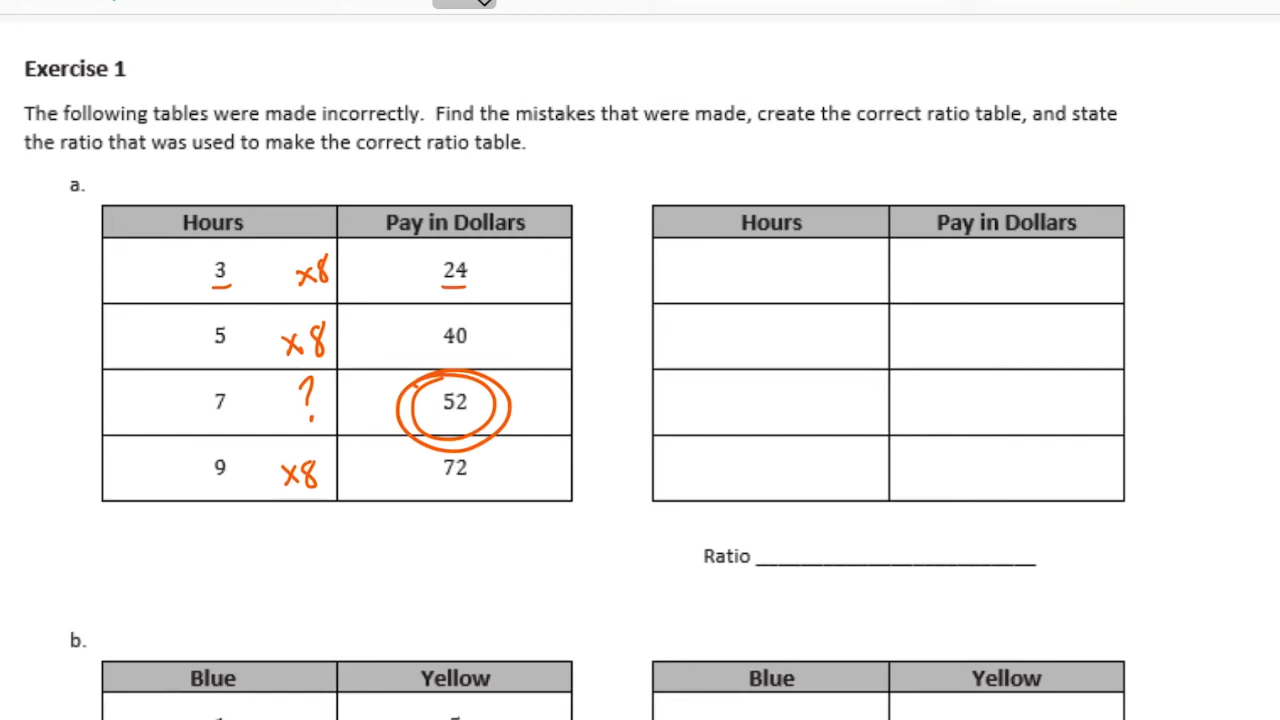 Exercise 1
The following tables were made incorrectly. Find the mistakes that were made, create the correct ratio table, and state
the ratio that was used to make the correct ratio table.
a.
Hours Pay in Dollars
3 x8 24
5 x8 40
7 ? 52
9 x8 72
Hours Pay in Dollars
Ratio ____________________________
b.
Blue Yellow
Blue Yellow